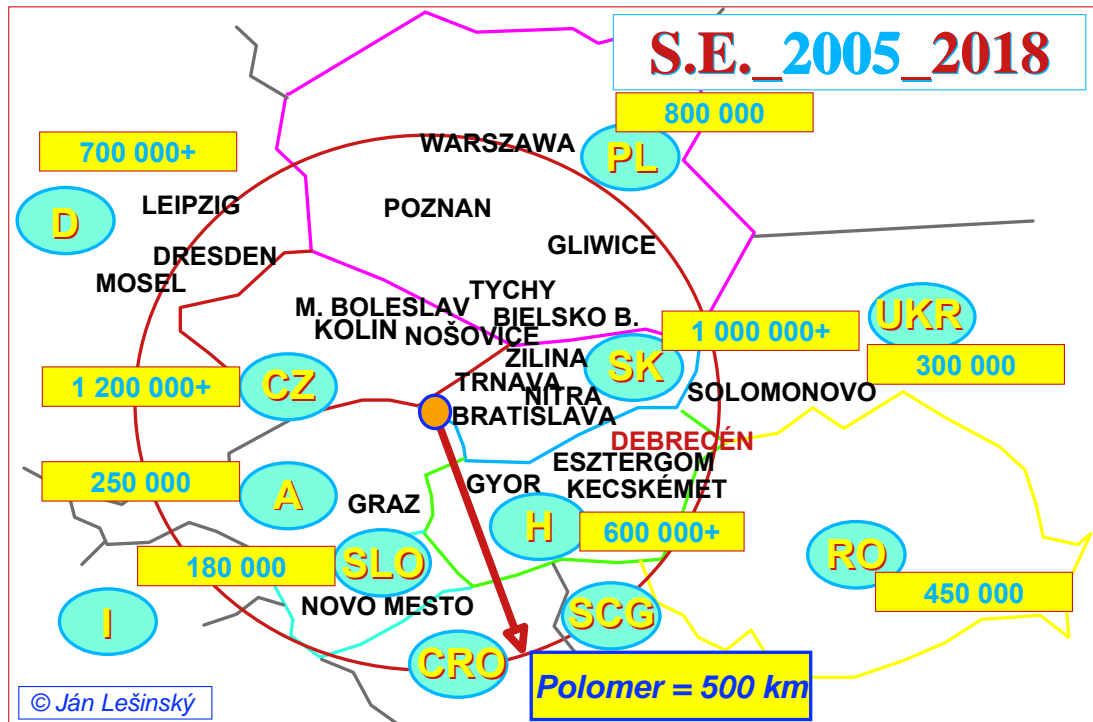 S.E._2005_2018
800 000
WARSZAWA
PL
700 000+
LEIPZIG
D
POZNAN
GLIWICE
DRESDEN
MOSEL
TYCHY
M. BOLESLAV
BIELSKO B.
KOLIN
NOŠOVICE
UKR
1 000 000+
ŽILINA
SK
300 000
1 200 000+
CZ
TRNAVA
NITRA
SOLOMONOVO
BRATISLAVA
DEBRECÉN
ESZTERGOM
250 000
A
GYOR
KECSKÉMET
GRAZ
H
600 000+
RO
180 000
SLO
450 000
NOVO MESTO
SCG
I
CRO
Polomer = 500 km
© Ján Lešinský